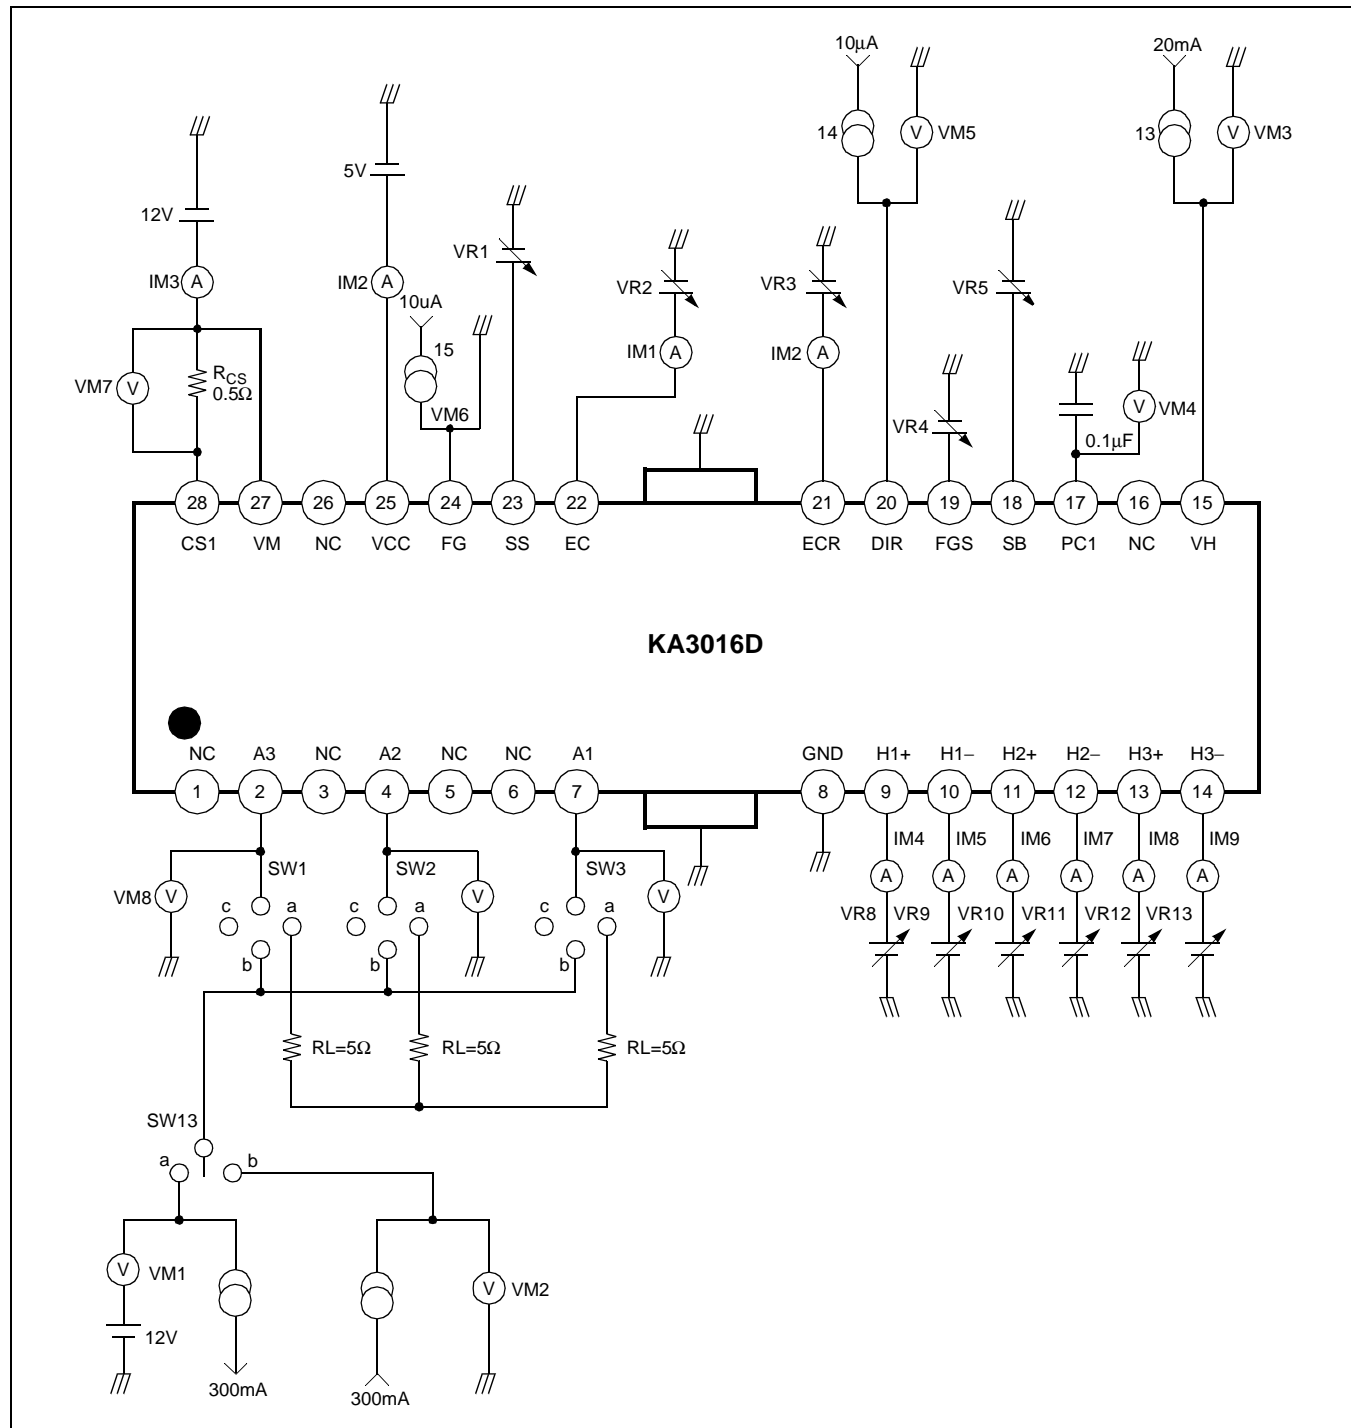 10µA
20mA
14
V
VM5
13
V
VM3
5V
12V
VR1
IM3
A
IM2
A
VR2
VR3
VR5
10uA
15
IM1
A
IM2
A
VM7
V
RCS
0.5Ω
VM6
VR4
V
VM4
0.1µF
28
27
26
25
24
23
22
21
20
19
18
17
16
15
CS1
VM
NC
VCC
FG
SS
EC
ECR
DIR
FGS
SB
PC1
NC
VH
KA3016D
NC
A3
NC
A2
NC
NC
A1
GND
H1+
H1−
H2+
H2−
H3+
H3−
1
2
3
4
5
6
7
8
9
10
11
12
13
14
IM4
IM5
IM6
IM7
IM8
IM9
SW1
SW2
SW3
VM8
V
V
V
A
A
A
A
A
A
c
a
c
a
c
a
VR8
VR9
VR10
VR11
VR12
VR13
b
b
b
RL=5Ω
RL=5Ω
RL=5Ω
SW13
a
b
V
VM1
V
VM2
12V
300mA
300mA